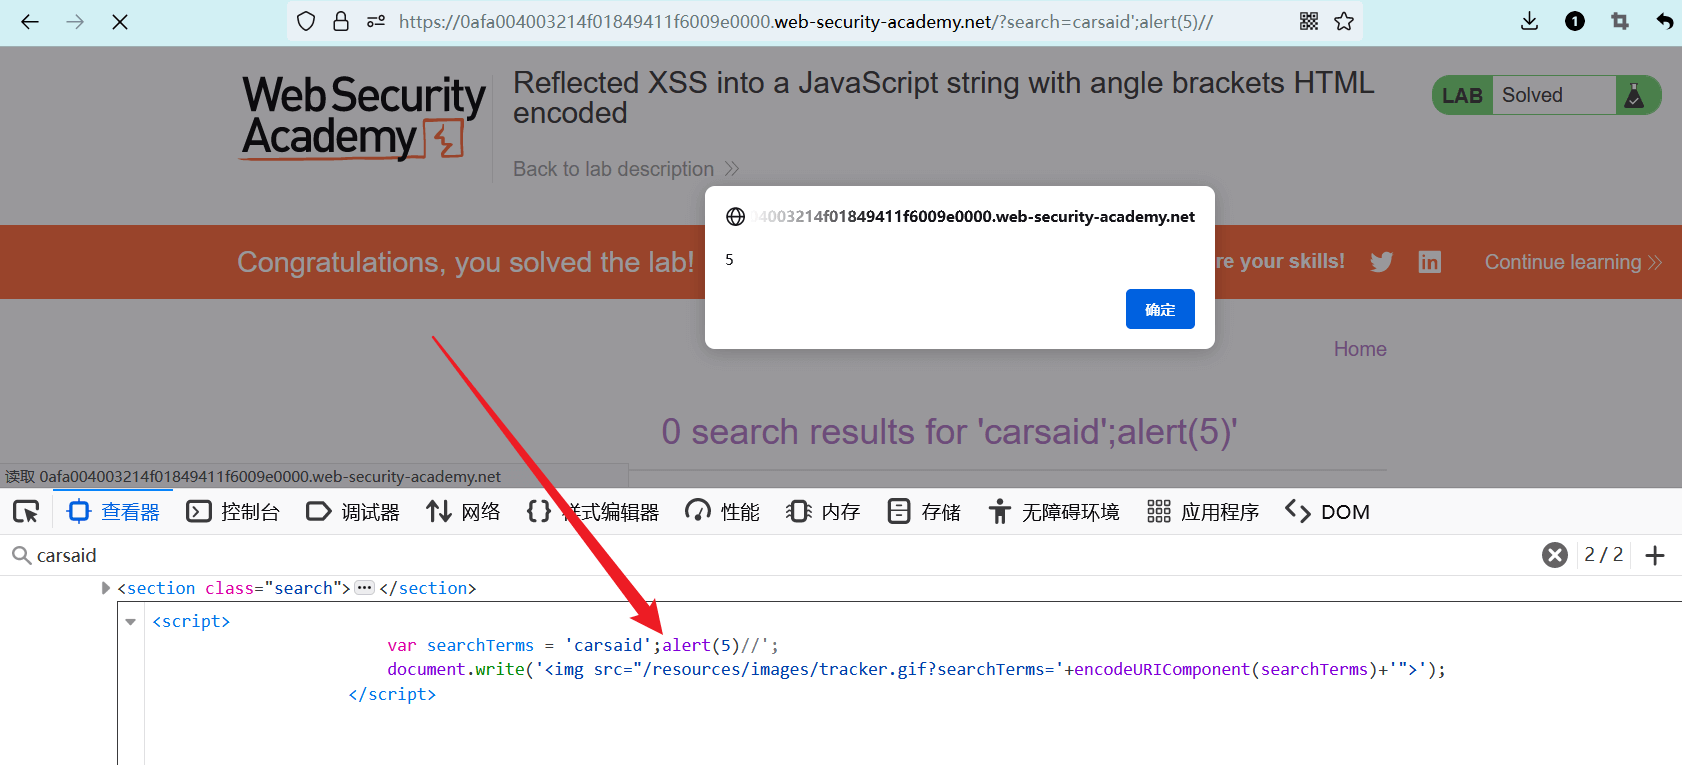 https://0afa004003214f01849411f6009e0000.web-security-academy.net/?search=carsaid';alert(5)//
1
WebSecurity
Academy
Reflected XSS into a JavaScript string with angle brackets HTML
encoded
Back to lab description
LAB Solved
04003214f01849411f6009e0000.web-security-academy.net
5
确定
Congratulations, you solved the lab!
re your skills!
Continue learning
Home
0 search results for 'carsaid';alert(5)'
读取 0afa004003214f01849411f6009e0000.web-security-academy.net
查看器 控制台 调试器 网络 样式编辑器 性能 内存 存储 无障碍环境 应用程序 DOM
carsaid 2 / 2
<section class="search"> ••• </section>
<script>
var searchTerms = 'carsaid';alert(5)//';
document.write('<img src="/resources/images/tracker.gif?searchTerms='+encodeURIComponent(searchTerms)+'">');
</script>